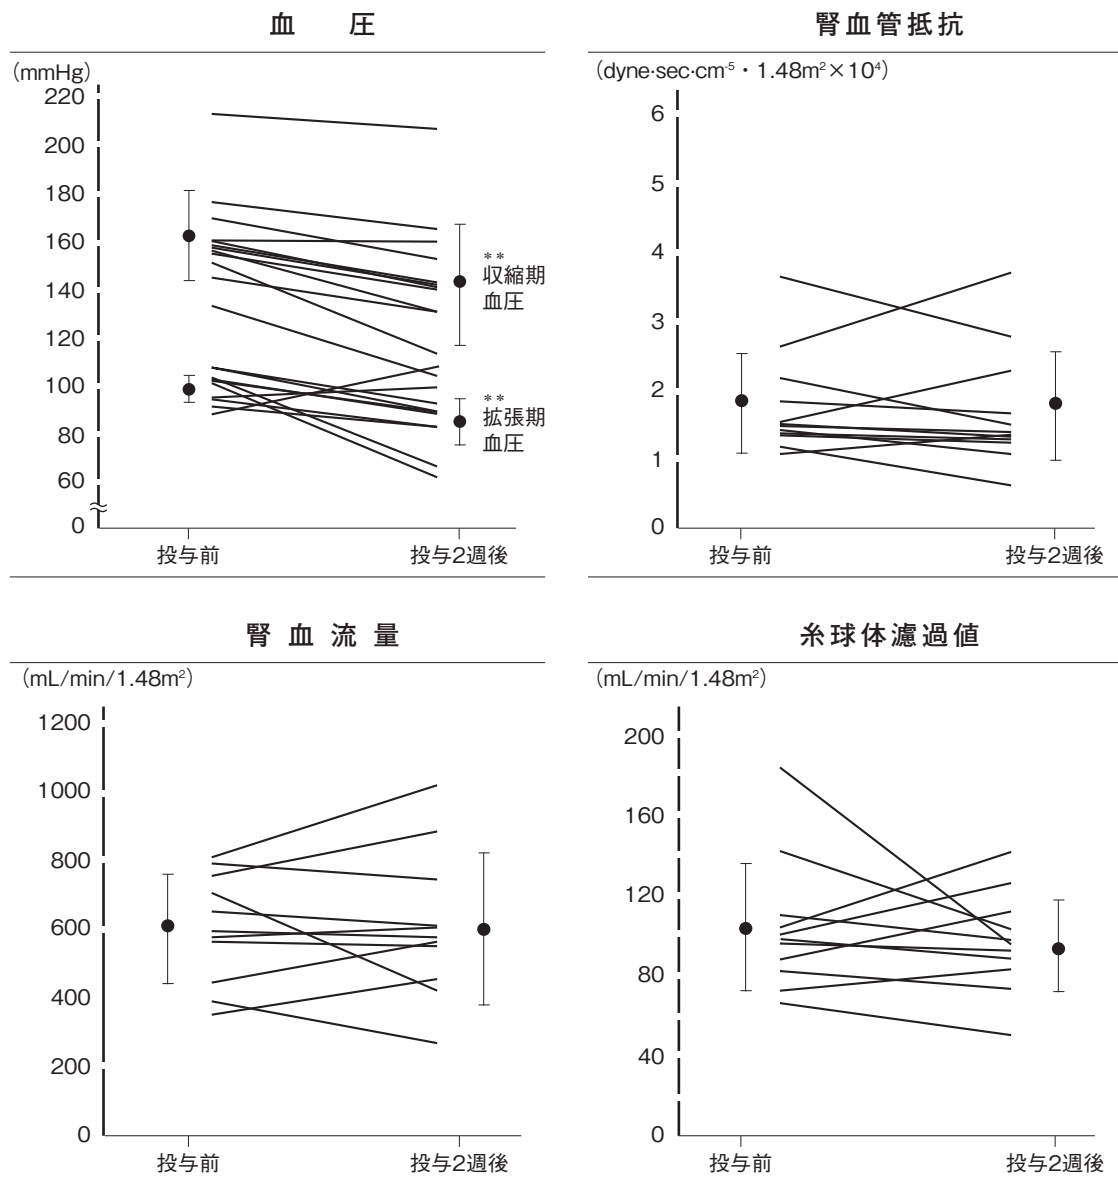 血 圧
(mmHg)
220
200
180
160
140
120
100
80
60
0
**
収縮期
血圧
**
拡張期
血圧
投与前
投与2週後
腎血管抵抗
(dyne·sec·cm⁻⁵・1.48m²×10⁴)
6
5
4
3
2
1
0
投与前
投与2週後
腎 血 流 量
(mL/min/1.48m²)
1200
1000
800
600
400
200
0
投与前
投与2週後
糸球体濾過値
(mL/min/1.48m²)
200
160
120
80
40
0
投与前
投与2週後